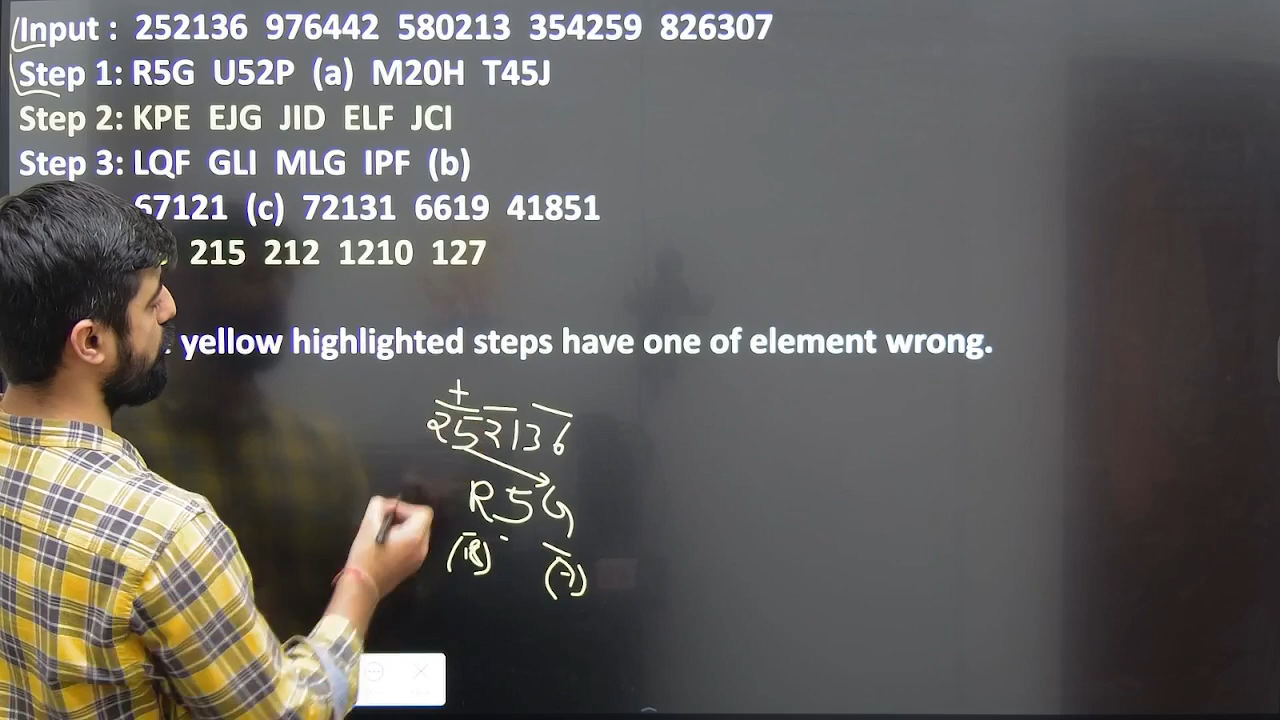 Input : 252136 976442 580213 354259 826307
Step 1: R5G U52P (a) M20H T45J
Step 2: KPE EJG JID ELF JCI
Step 3: LQF GLI MLG IPF (b)
67121 (c) 72131 6619 41851
215 212 1210 127
yellow highlighted steps have one of element wrong.
+
252136
R5G
(18) (7)